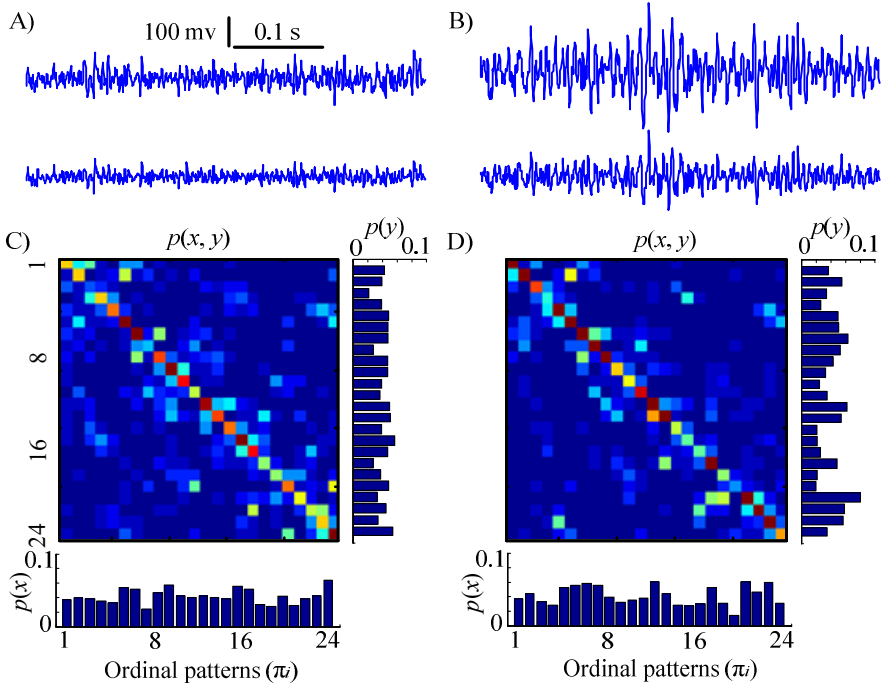 A)
100 mv
0.1 s
B)
C)
p(x, y)
p(y)
0 0.1
1
8
16
24
0.1
0
p(x)
1 8 16 24
Ordinal patterns (πi)
D)
p(x, y)
p(y)
0 0.1
0.1
0
p(x)
1 8 16 24
Ordinal patterns (πi)